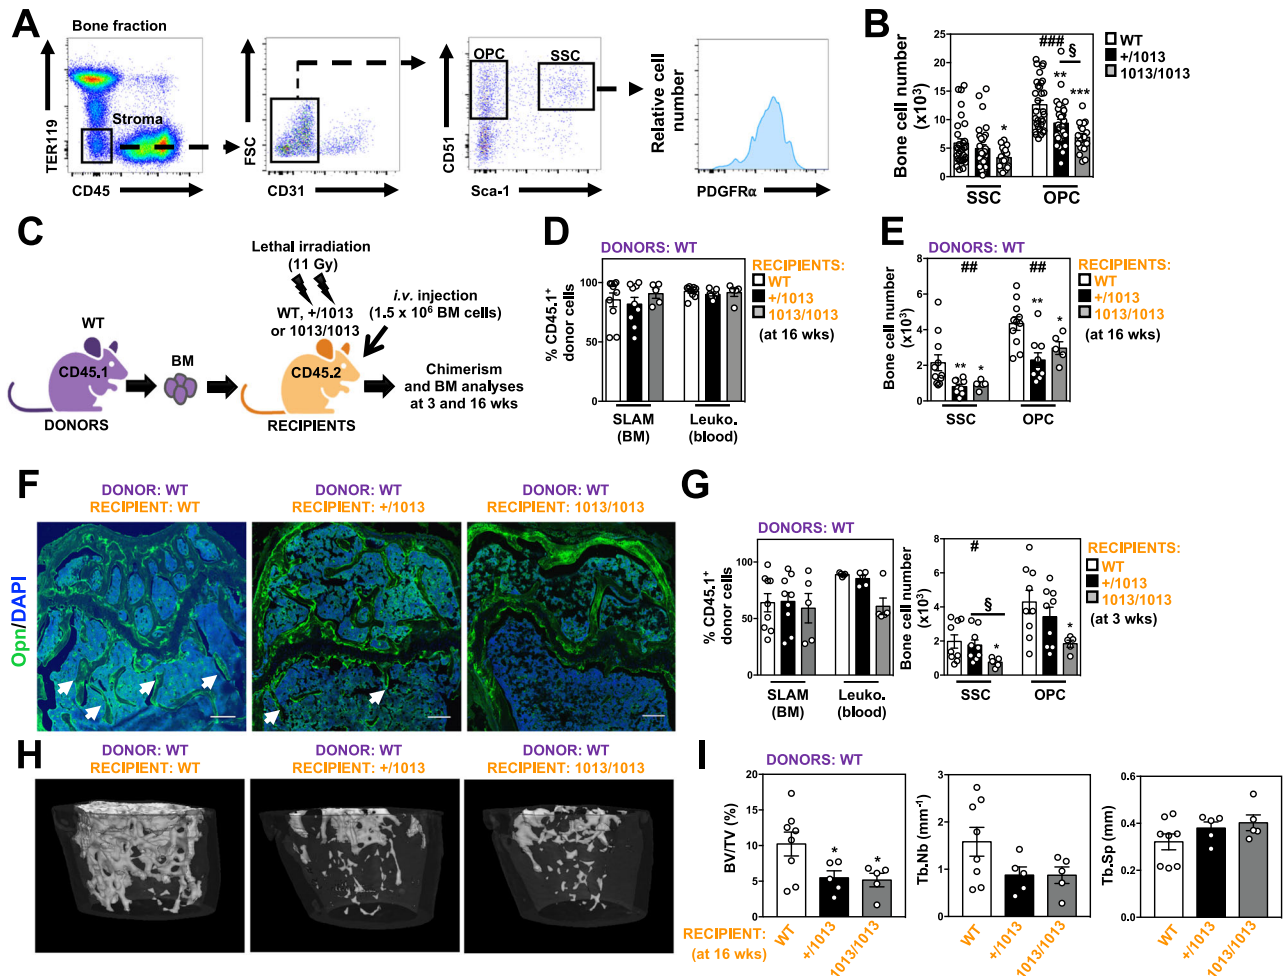 A
Bone fraction
TER119
Stroma
CD45
FSC
CD31
CD51
OPC
SSC
Sca-1
Relative cell
number
PDGFRα
B
Bone cell number
(x10³)
25
20
15
10
5
0
###
§
**
***
*
SSC
OPC
WT
+/1013
1013/1013
C
Lethal irradiation
(11 Gy)
WT, +/1013
or 1013/1013
i.v. injection
(1.5 x 10⁶ BM cells)
WT
CD45.1
DONORS
BM
CD45.2
RECIPIENTS
Chimerism
and BM analyses
at 3 and 16 wks
D
DONORS: WT
% CD45.1⁺
donor cells
100
50
0
SLAM
(BM)
Leuko.
(blood)
RECIPIENTS:
WT
+/1013
1013/1013
(at 16 wks)
E
DONORS: WT
Bone cell number
(x10³)
8
6
4
2
0
##
##
**
*
**
*
SSC
OPC
RECIPIENTS:
WT
+/1013
1013/1013
(at 16 wks)
F
DONOR: WT
RECIPIENT: WT
DONOR: WT
RECIPIENT: +/1013
DONOR: WT
RECIPIENT: 1013/1013
Opn/DAPI
G
DONORS: WT
% CD45.1⁺
donor cells
100
50
0
SLAM
(BM)
Leuko.
(blood)
Bone cell number
(x10³)
8
6
4
2
0
#
§
*
*
SSC
OPC
RECIPIENTS:
WT
+/1013
1013/1013
(at 3 wks)
H
DONOR: WT
RECIPIENT: WT
DONOR: WT
RECIPIENT: +/1013
DONOR: WT
RECIPIENT: 1013/1013
I
DONORS: WT
BV/TV (%)
20
15
10
5
0
*
*
WT
+/1013
1013/1013
Tb.Nb (mm⁻¹)
3
2
1
0
WT
+/1013
1013/1013
Tb.Sp (mm)
0.6
0.4
0.2
0.0
WT
+/1013
1013/1013
RECIPIENT:
(at 16 wks)